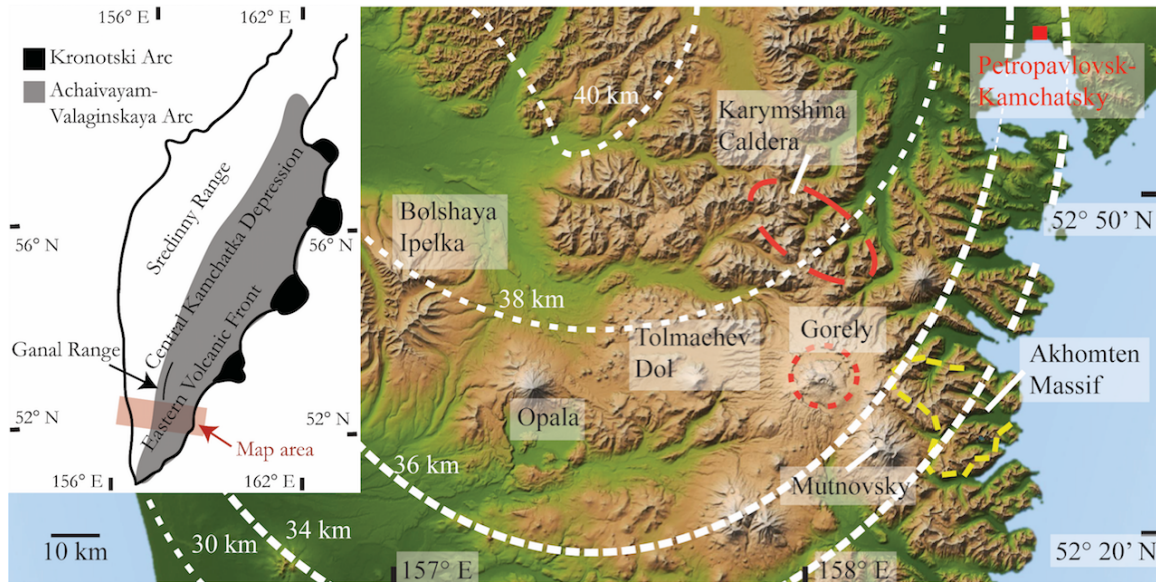 156° E
162° E
Kronotski Arc
Achaivayam-
Valaginskaya Arc
Sredinny Range
Central Kamchatka Depression
Eastern Volcanic Front
Ganal Range
56° N
56° N
52° N
52° N
Map area
156° E
162° E
10 km
30 km
34 km
36 km
38 km
40 km
Karymshina
Caldera
Petropavlovsk-
Kamchatsky
Bolshaya
Ipelka
52° 50’ N
Tolmachev
Dol
Gorely
Akhomten
Massif
Opala
Mutnovsky
157° E
158° E
52° 20’ N